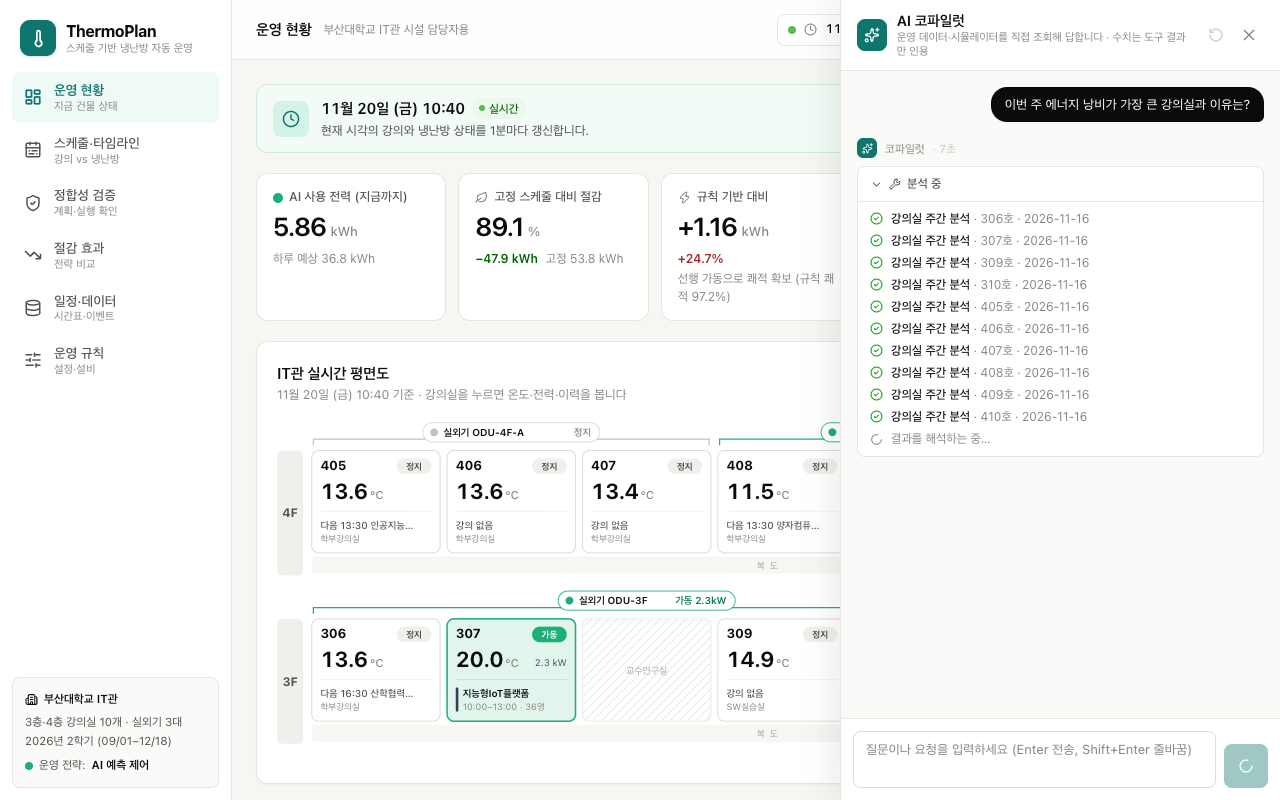 ThermoPlan
스케줄 기반 냉난방 자동 운영
운영 현황
지금 건물 상태
스케줄·타임라인
강의 vs 냉난방
정합성 검증
계획·실행 확인
절감 효과
전략 비교
일정·데이터
시간표·이벤트
운영 규칙
설정·설비
부산대학교 IT관
3층·4층 강의실 10개 · 실외기 3대
2026년 2학기 (09/01–12/18)
운영 전략: AI 예측 제어
운영 현황 부산대학교 IT관 시설 담당자용
11
11월 20일 (금) 10:40 실시간
현재 시각의 강의와 냉난방 상태를 1분마다 갱신합니다.
AI 사용 전력 (지금까지)
5.86 kWh
하루 예상 36.8 kWh
고정 스케줄 대비 절감
89.1 %
−47.9 kWh 고정 53.8 kWh
규칙 기반 대비
+1.16 kWh
+24.7%
선행 가동으로 쾌적 확보 (규칙 쾌
적 97.2%)
IT관 실시간 평면도
11월 20일 (금) 10:40 기준 · 강의실을 누르면 온도·전력·이력을 봅니다
실외기 ODU-4F-A 정지
4F
405 정지
13.6 °C
다음 13:30 인공지능…
학부강의실
406 정지
13.6 °C
강의 없음
학부강의실
407 정지
13.4 °C
강의 없음
학부강의실
408 정지
11.5 °C
다음 13:30 양자컴퓨…
학부강의실
복 도
실외기 ODU-3F 가동 2.3kW
3F
306 정지
13.6 °C
다음 16:30 산학협력…
학부강의실
307 가동
20.0 °C 2.3 kW
지능형IoT플랫폼
10:00–13:00 · 36명
교수연구실
309 정지
14.9 °C
강의 없음
SW실습실
복 도
AI 코파일럿
운영 데이터·시뮬레이터를 직접 조회해 답합니다 · 수치는 도구 결과
만 인용
이번 주 에너지 낭비가 가장 큰 강의실과 이유는?
코파일럿 · 7초
분석 중
강의실 주간 분석 · 306호 · 2026-11-16
강의실 주간 분석 · 307호 · 2026-11-16
강의실 주간 분석 · 309호 · 2026-11-16
강의실 주간 분석 · 310호 · 2026-11-16
강의실 주간 분석 · 405호 · 2026-11-16
강의실 주간 분석 · 406호 · 2026-11-16
강의실 주간 분석 · 407호 · 2026-11-16
강의실 주간 분석 · 408호 · 2026-11-16
강의실 주간 분석 · 409호 · 2026-11-16
강의실 주간 분석 · 410호 · 2026-11-16
결과를 해석하는 중…
질문이나 요청을 입력하세요 (Enter 전송, Shift+Enter 줄바꿈)